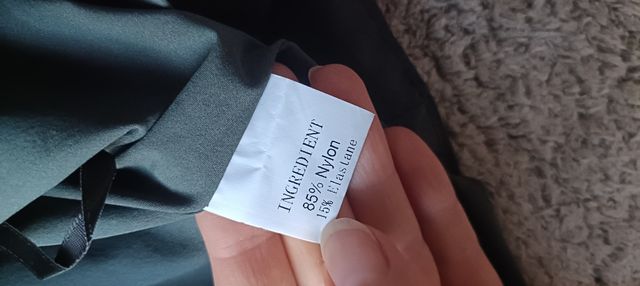 INGREDIENT
85% Nylon
15% Elastane